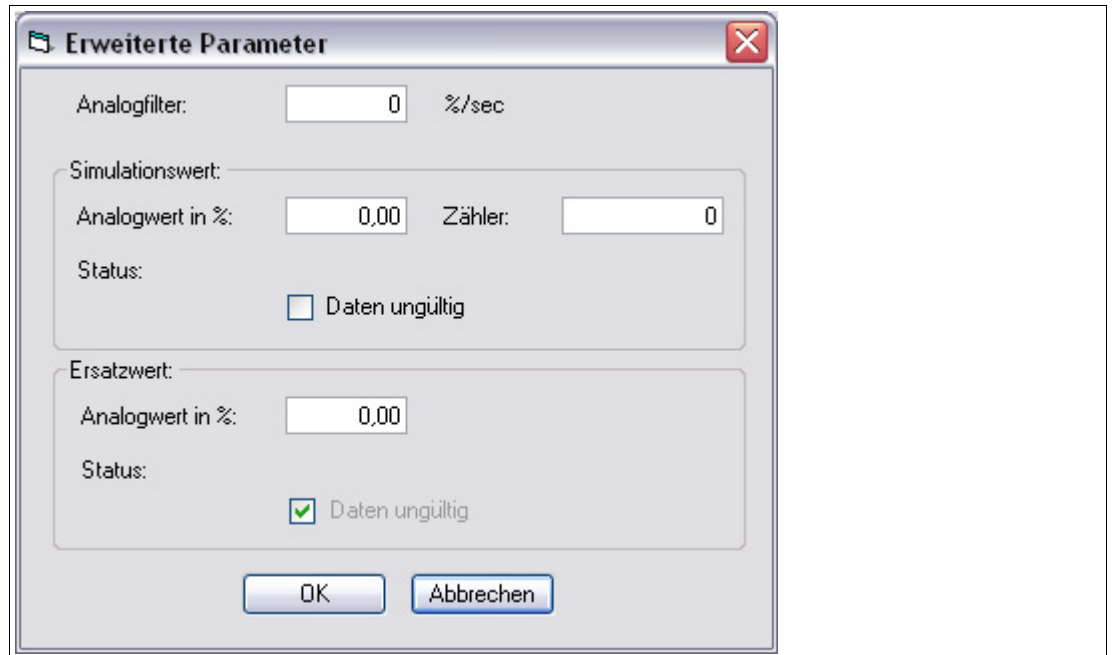 Erweiterte Parameter
Analogfilter: 0 %/sec
Simulationswert:
Analogwert in %: 0,00 Zähler: 0
Status:
Daten ungültig
Ersatzwert:
Analogwert in %: 0,00
Status:
Daten ungültig
OK Abbrechen